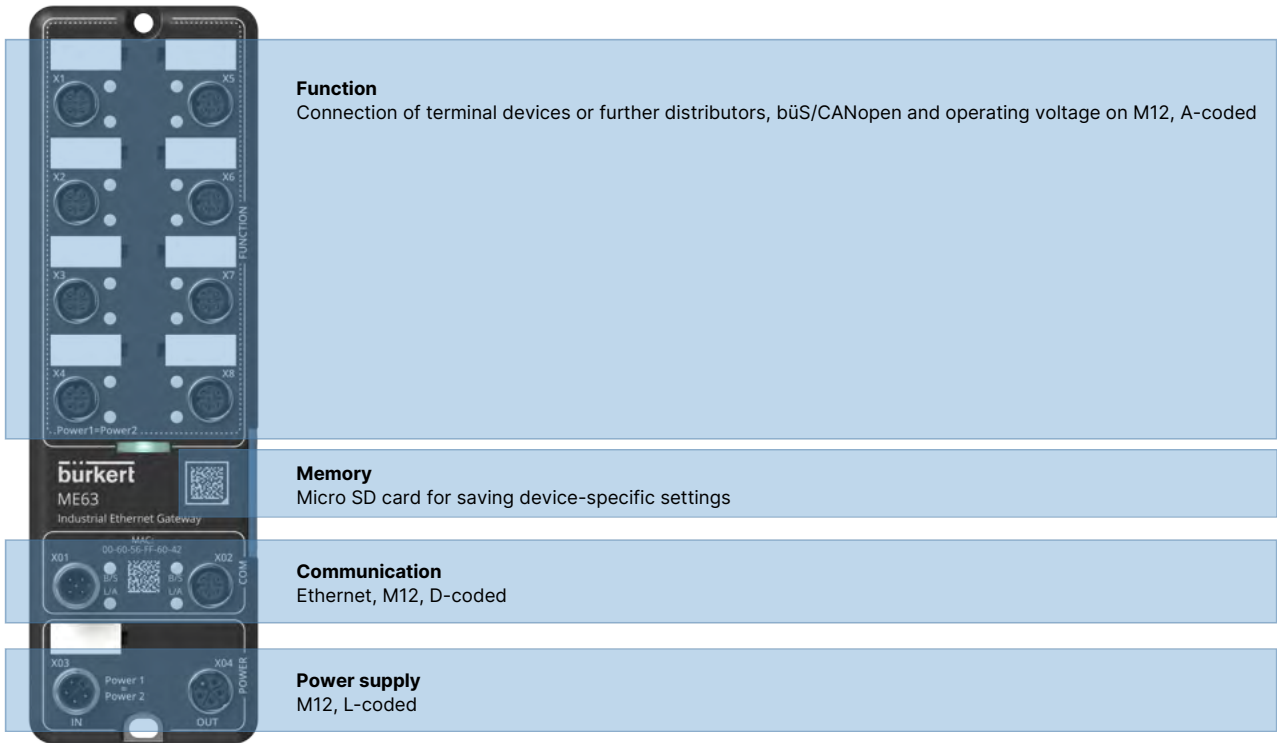 X1
X5
Function
Connection of terminal devices or further distributors, büS/CANopen and operating voltage on M12, A-coded
X2
X6
FUNCTION
X3
X7
X4
X8
Power1=Power2
bürkert
ME63
Industrial Ethernet Gateway
Memory
Micro SD card for saving device-specific settings
MAC:
00-60-56-FF-60-42
X01
X02
B/S
B/S
L/A
L/A
COM
Communication
Ethernet, M12, D-coded
X03
X04
Power 1
=
Power 2
POWER
IN
OUT
Power supply
M12, L-coded